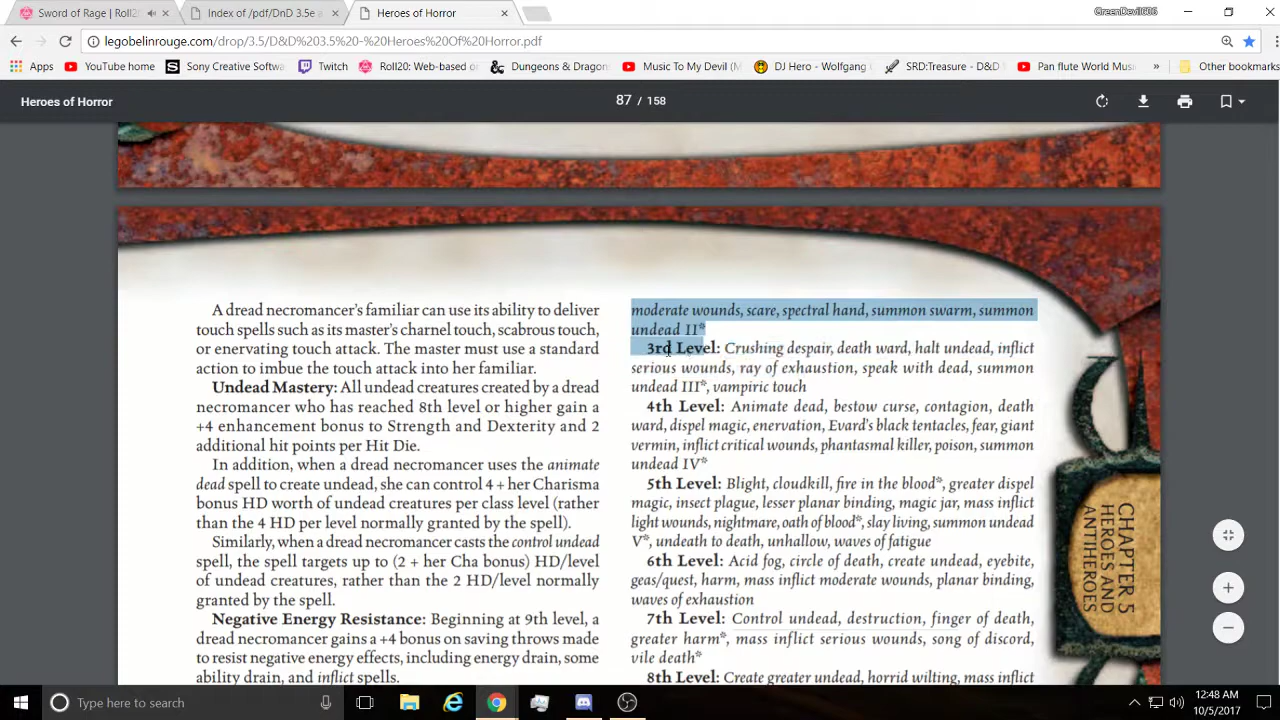 Sword of Rage | Roll20
Index of /pdf/DnD 3.5e
Heroes of Horror
GreenDevil606
legobelinrouge.com/drop/3.5/D&D%203.5%20-%20Heroes%20Of%20Horror.pdf
Apps
YouTube home
Sony Creative Softwa
Twitch
Roll20: Web-based d
Dungeons & Dragon
Music To My Devil (M
DJ Hero - Wolfgang
SRD:Treasure - D&D
Pan flute World Mus
»
Other bookmarks
Heroes of Horror
87 / 158
A dread necromancer's familiar can use its ability to deliver
touch spells such as its master's charnel touch, scabrous touch,
or enervating touch attack. The master must use a standard
action to imbue the touch attack into her familiar.
Undead Mastery: All undead creatures created by a dread
necromancer who has reached 8th level or higher gain a
+4 enhancement bonus to Strength and Dexterity and 2
additional hit points per Hit Die.
In addition, when a dread necromancer uses the animate
dead spell to create undead, she can control 4 + her Charisma
bonus HD worth of undead creatures per class level (rather
than the 4 HD per level normally granted by the spell).
Similarly, when a dread necromancer casts the control undead
spell, the spell targets up to (2 + her Cha bonus) HD/level
of undead creatures, rather than the 2 HD/level normally
granted by the spell.
Negative Energy Resistance: Beginning at 9th level, a
dread necromancer gains a +4 bonus on saving throws made
to resist negative energy effects, including energy drain, some
ability drain, and inflict spells.
moderate wounds, scare, spectral hand, summon swarm, summon
undead II*
3rd Level: Crushing despair, death ward, halt undead, inflict
serious wounds, ray of exhaustion, speak with dead, summon
undead III*, vampiric touch
4th Level: Animate dead, bestow curse, contagion, death
ward, dispel magic, enervation, Evard's black tentacles, fear, giant
vermin, inflict critical wounds, phantasmal killer, poison, summon
undead IV*
5th Level: Blight, cloudkill, fire in the blood*, greater dispel
magic, insect plague, lesser planar binding, magic jar, mass inflict
light wounds, nightmare, oath of blood*, slay living, summon undead
V*, undeath to death, unhallow, waves of fatigue
6th Level: Acid fog, circle of death, create undead, eyebite,
geas/quest, harm, mass inflict moderate wounds, planar binding,
waves of exhaustion
7th Level: Control undead, destruction, finger of death,
greater harm*, mass inflict serious wounds, song of discord,
vile death*
8th Level: Create greater undead, horrid wilting, mass inflict
CHAPTER 5
HEROES AND
ANTIHEROES
Type here to search
12:48 AM
10/5/2017